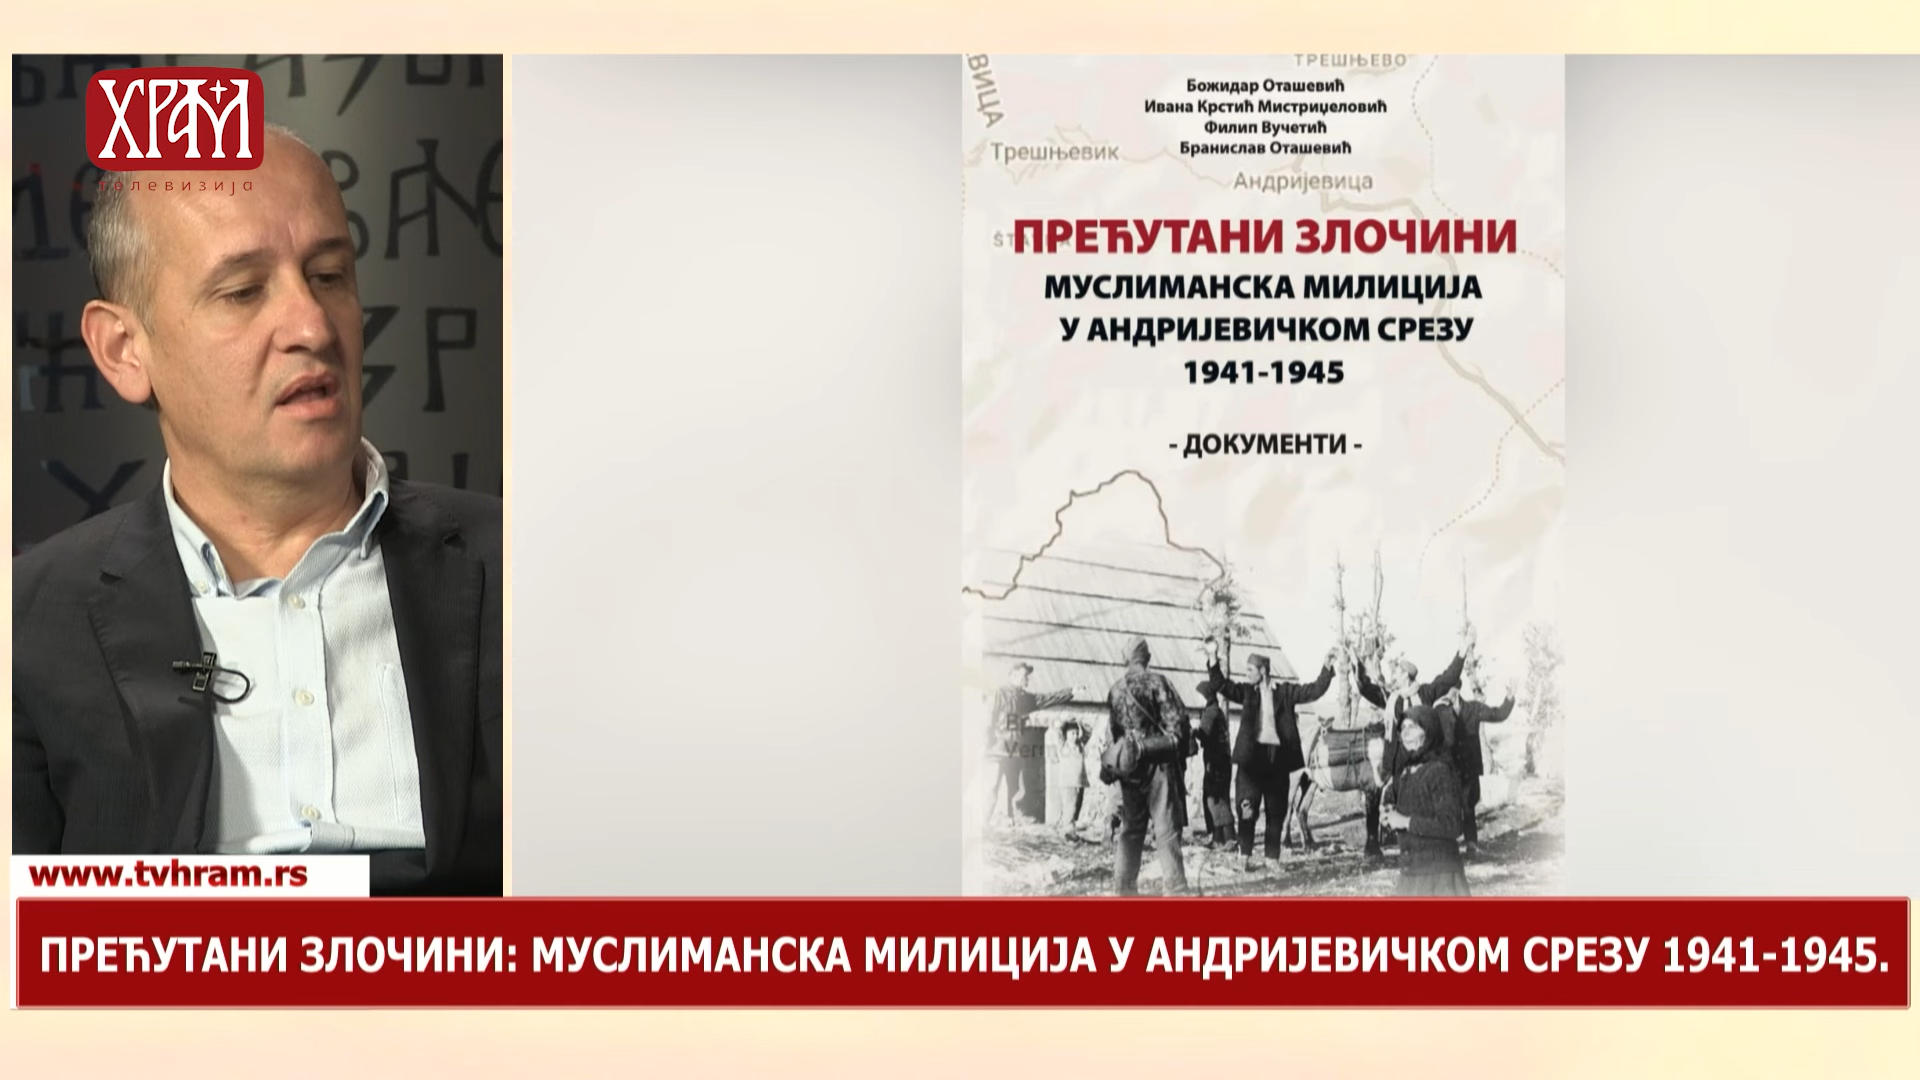 ХРАМ
телевизија
ВИЦА
ТРЕШЊЕВО
Божидар Оташевић
Ивана Крстић Мистриџеловић
Филип Вучетић
Бранислав Оташевић
Трешњевик
Андријевица
ПРЕЋУТАНИ ЗЛОЧИНИ
МУСЛИМАНСКА МИЛИЦИЈА
У АНДРИЈЕВИЧКОМ СРЕЗУ
1941-1945
- ДОКУМЕНТИ -
www.tvhram.rs
ПРЕЋУТАНИ ЗЛОЧИНИ: МУСЛИМАНСКА МИЛИЦИЈА У АНДРИЈЕВИЧКОМ СРЕЗУ 1941-1945.